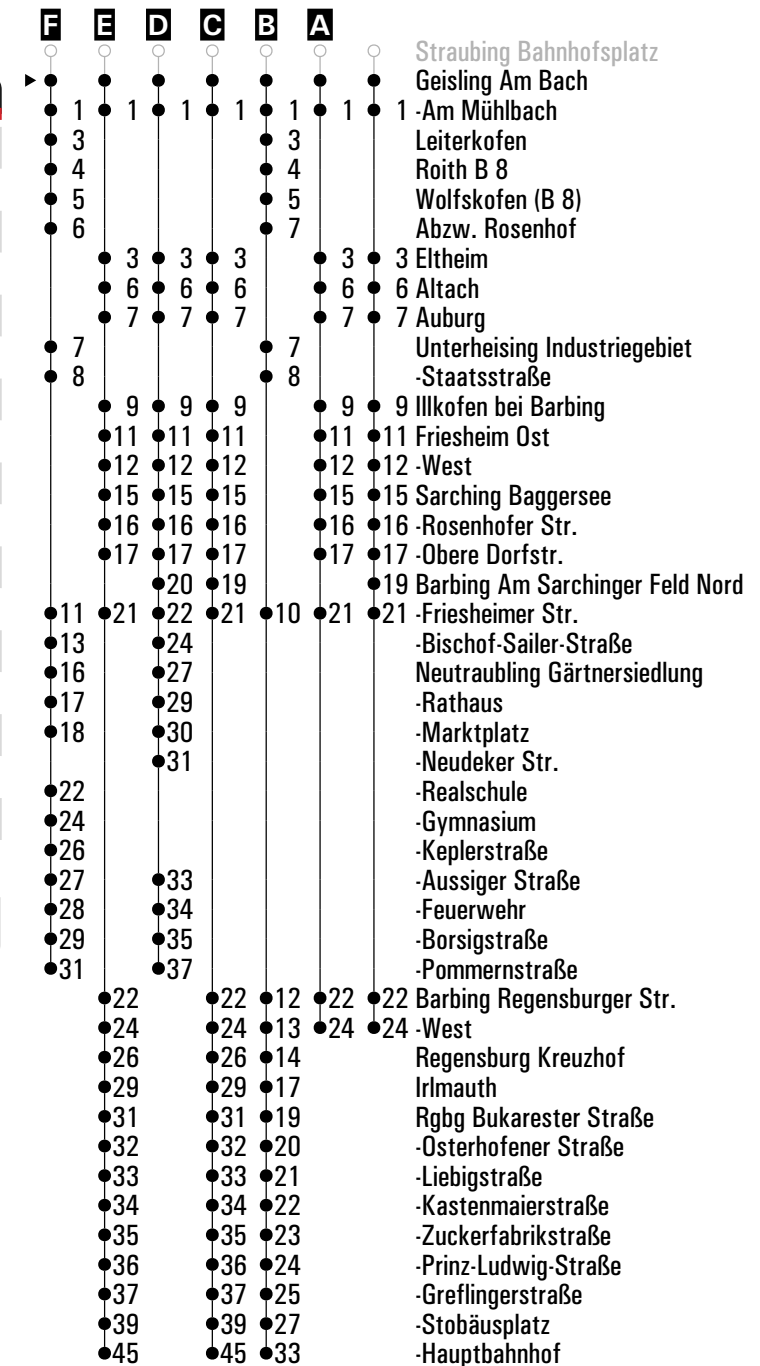 F E D C B A
Straubing Bahnhofsplatz
Geisling Am Bach
1 1 1 1 1 1 1 -Am Mühlbach
3 3 Leiterkofen
4 4 Roith B 8
5 5 Wolfskofen (B 8)
6 7 Abzw. Rosenhof
3 3 3 3 3 Eltheim
6 6 6 6 6 Altach
7 7 7 7 7 Auburg
7 7 Unterheising Industriegebiet
8 8 -Staatsstraße
9 9 9 9 9 Illkofen bei Barbing
11 11 11 11 11 Friesheim Ost
12 12 12 12 12 -West
15 15 15 15 15 Sarching Baggersee
16 16 16 16 16 -Rosenhofer Str.
17 17 17 17 17 -Obere Dorfstr.
20 19 19 Barbing Am Sarchinger Feld Nord
11 21 22 21 10 21 21 -Friesheimer Str.
13 24 -Bischof-Sailer-Straße
16 27 Neutraubling Gärtnersiedlung
17 29 -Rathaus
18 30 -Marktplatz
31 -Neudeker Str.
22 -Realschule
24 -Gymnasium
26 -Keplerstraße
27 33 -Aussiger Straße
28 34 -Feuerwehr
29 35 -Borsigstraße
31 37 -Pommernstraße
22 22 12 22 22 Barbing Regensburger Str.
24 24 13 24 24 -West
26 26 14 Regensburg Kreuzhof
29 29 17 Irlmauth
31 31 19 Rgbg Bukarester Straße
32 32 20 -Osterhofener Straße
33 33 21 -Liebigstraße
34 34 22 -Kastenmaierstraße
35 35 23 -Zuckerfabrikstraße
36 36 24 -Prinz-Ludwig-Straße
37 37 25 -Greflingerstraße
39 39 27 -Stobäusplatz
45 45 33 -Hauptbahnhof